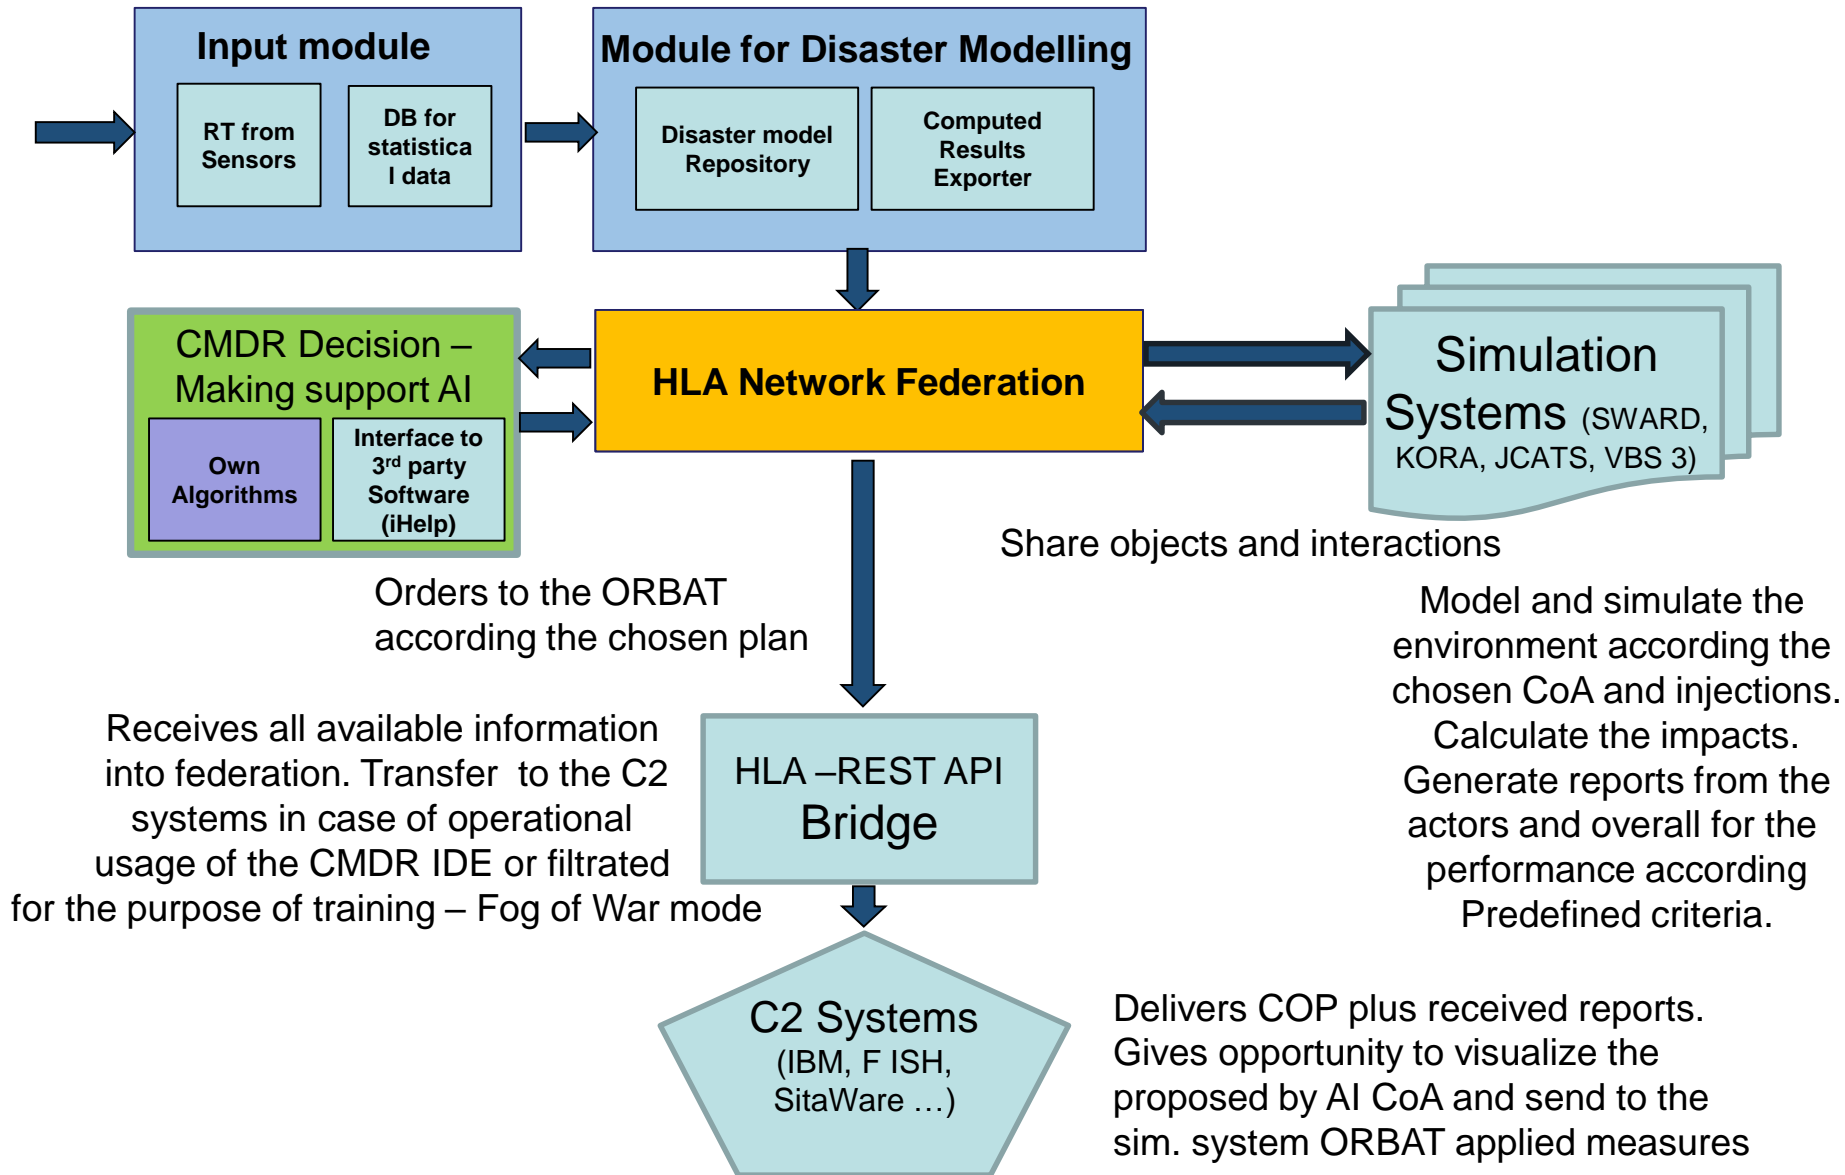 Input module
RT from
Sensors
DB for
statistica
l data
Module for Disaster Modelling
Disaster model
Repository
Computed
Results
Exporter
CMDR Decision –
Making support AI
Own
Algorithms
Interface to
3rd party
Software
(iHelp)
HLA Network Federation
Simulation
Systems (SWARD,
KORA, JCATS, VBS 3)
Share objects and interactions
Orders to the ORBAT
according the chosen plan
Model and simulate the
environment according the
chosen CoA and injections.
Calculate the impacts.
Generate reports from the
actors and overall for the
performance according
Predefined criteria.
Receives all available information
into federation. Transfer to the C2
systems in case of operational
usage of the CMDR IDE or filtrated
for the purpose of training – Fog of War mode
HLA –REST API
Bridge
C2 Systems
(IBM, F ISH,
SitaWare …)
Delivers COP plus received reports.
Gives opportunity to visualize the
proposed by AI CoA and send to the
sim. system ORBAT applied measures